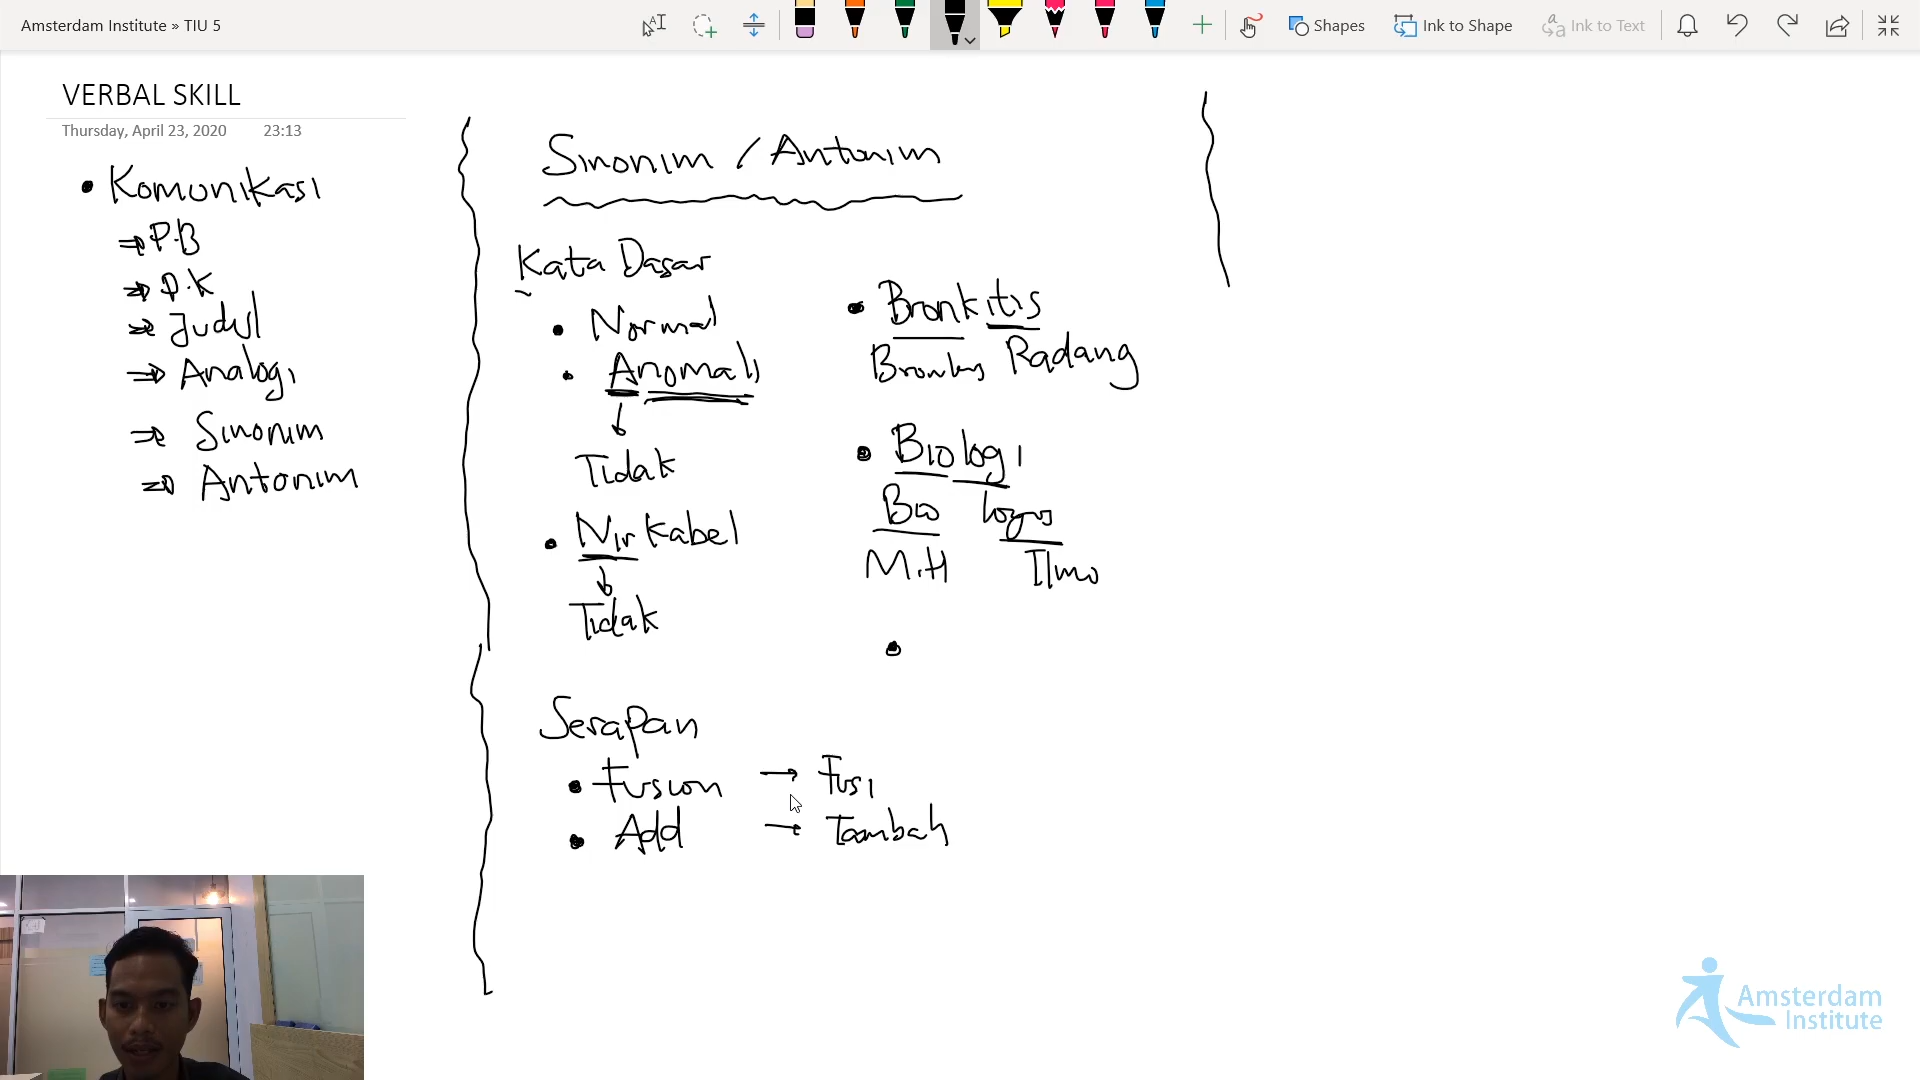 Amsterdam Institute » TIU 5
Shapes
Ink to Shape
Ink to Text
VERBAL SKILL
Thursday, April 23, 2020 23:13
• Komunikasi
⇒ P.B
⇒ P.K
⇒ Judul
⇒ Analogi
⇒ Sinonim
⇒ Antonim
Sinonim / Antonim
Kata Dasar
• Normal
• Anomali
↓
Tidak
• Nirkabel
↓
Tidak
• Bronkitis
Bronkus Radang
• Biologi
Bio logos
M.H Ilmu
•
Serapan
• Fusion → Fusi
• Add → Tambah
Amsterdam
Institute